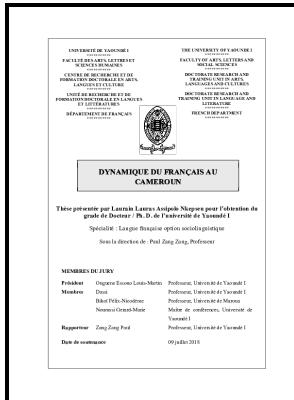 UNIVERSITÉ DE YAOUNDÉ I
**********
FACULTÉ DES ARTS, LETTRES ET
SCIENCES HUMAINES
**********
CENTRE DE RECHERCHE ET DE
FORMATION DOCTORALE EN ARTS,
LANGUES ET CULTURE
**********
UNITÉ DE RECHERCHE ET DE
FORMATION DOCTORALE EN LANGUES
ET LITTÉRATURES
**********
DÉPARTEMENT DE FRANÇAIS
**********
THE UNIVERSITY OF YAOUNDE I
**********
FACULTY OF ARTS, LETTERS AND
SOCIAL SCIENCES
**********
DOCTORATE RESEARCH AND
TRAINING UNIT IN ARTS,
LANGUAGES AND CULTURES
**********
DOCTORATE RESEARCH AND
TRAINING UNIT IN LANGUAGE AND
LITERATURE
**********
FRENCH DEPARTMENT
**********
DYNAMIQUE DU FRANÇAIS AU
CAMEROUN
Thèse présentée par Laurain Lauras Assipolo Nkepseu pour l'obtention du
grade de Docteur / Ph. D. de l'université de Yaoundé I
Spécialité : Langue française option sociolinguistique
Sous la direction de : Paul Zang Zang, Professeur
MEMBRES DU JURY
Président Onguene Essono Louis-Martin Professeur, Université de Yaoundé I
Membres Dassi Professeur, Université de Yaoundé I
Bikoï Félix-Nicodème Professeur, Université de Maroua
Noumssi Gérard-Marie Maître de conférences, Université de
Yaoundé I
Rapporteur Zang Zang Paul Professeur, Université de Yaoundé I
Date de soutenance 09 juillet 2018